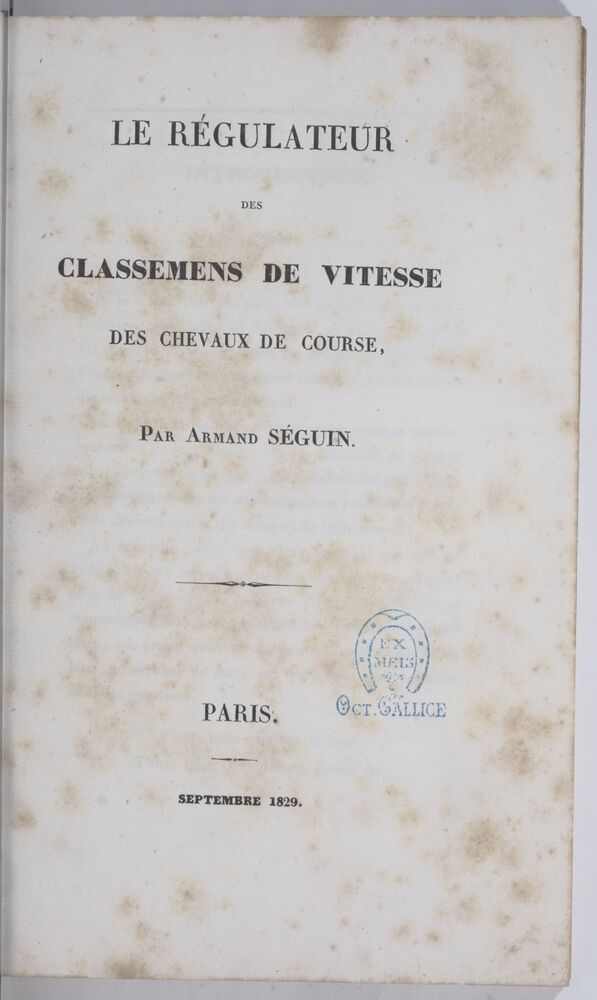 LE RÉGULATEUR
DES
CLASSEMENS DE VITESSE
DES CHEVAUX DE COURSE,
PAR ARMAND SÉGUIN.
EX
MEIS
OCT. GALLICE
PARIS.
SEPTEMBRE 1829.